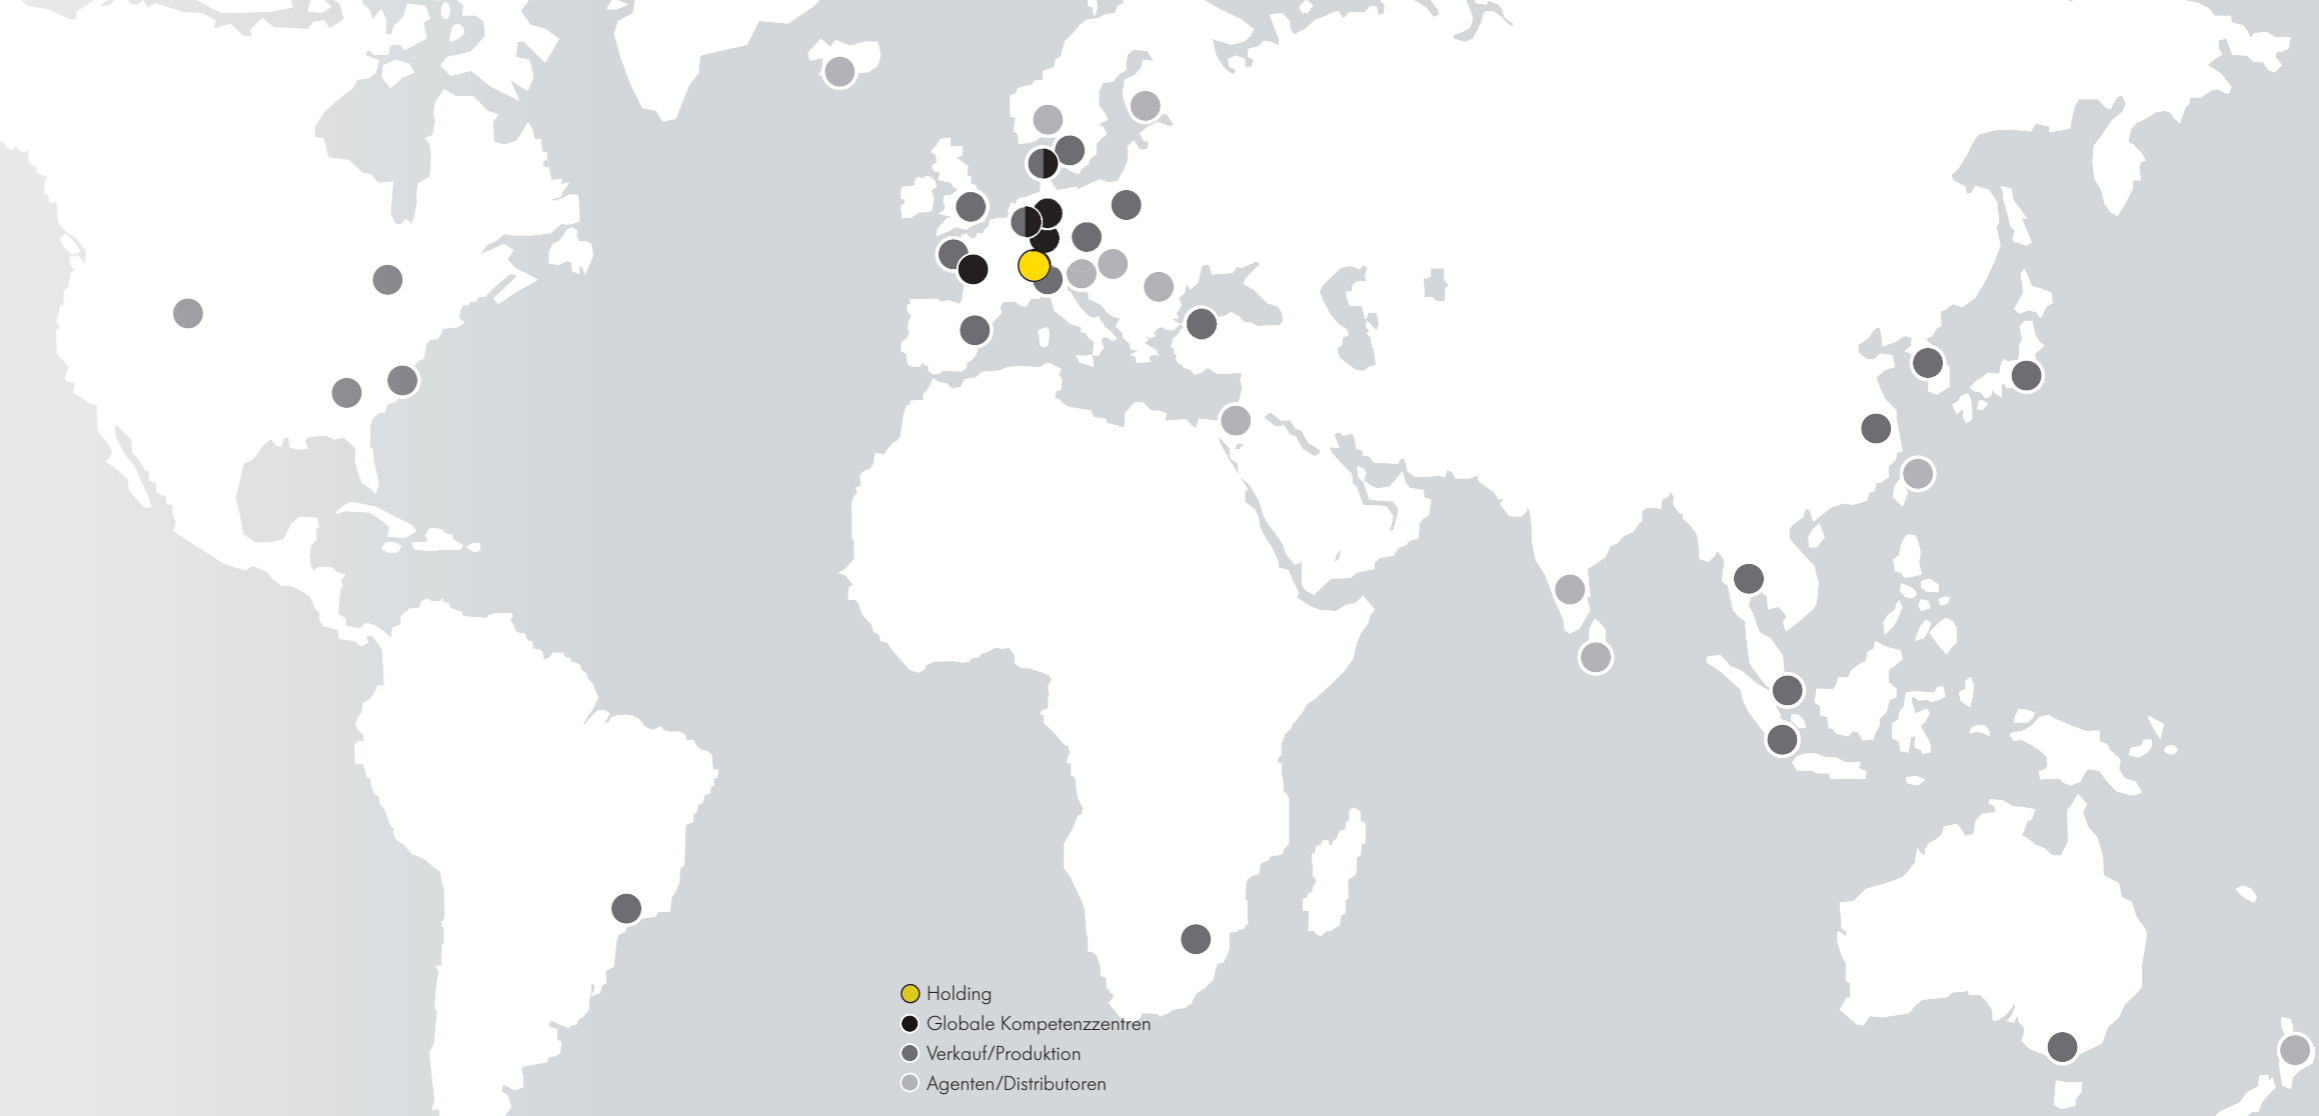 Holding
Globale Kompetenzzentren
Verkauf/Produktion
Agenten/Distributoren